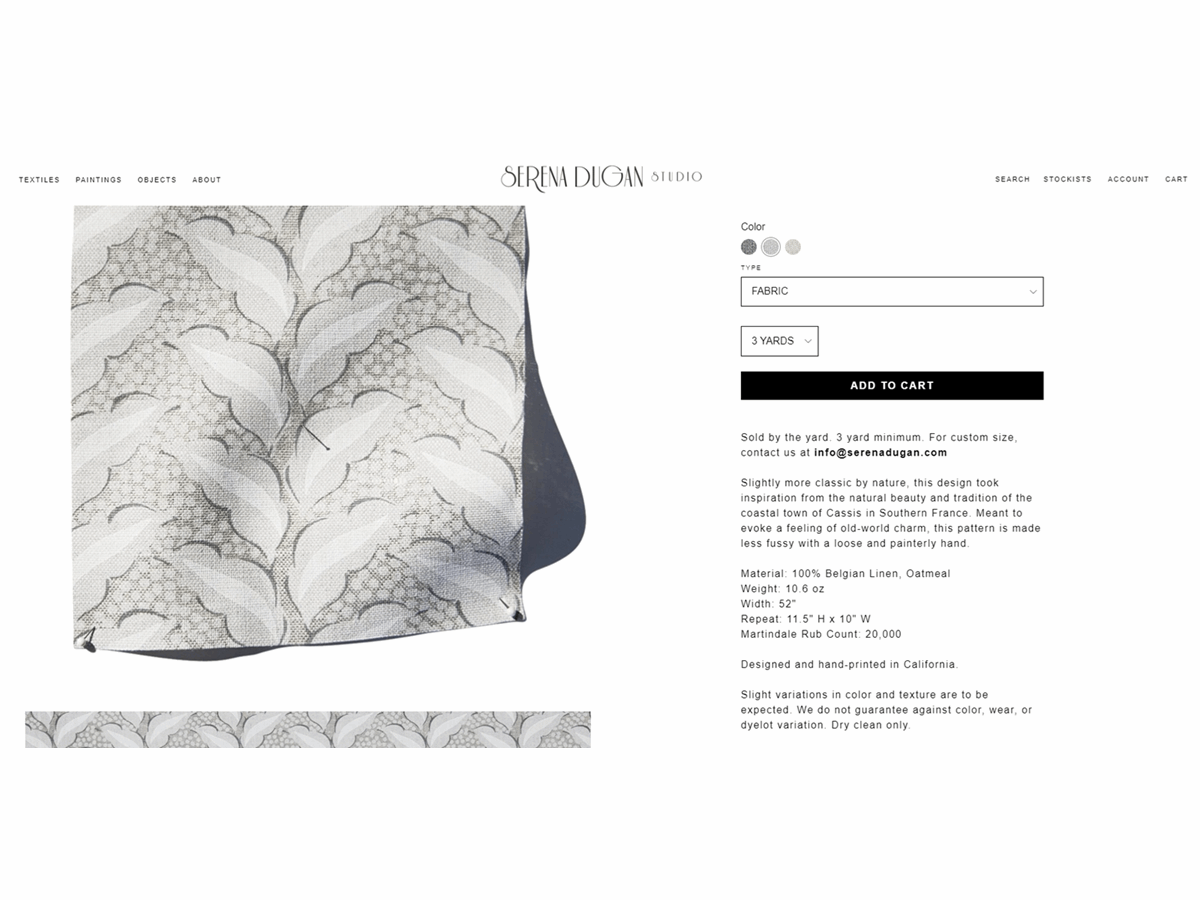 TEXTILES PAINTINGS OBJECTS ABOUT
SERENA DUGAN STUDIO
SEARCH STOCKISTS ACCOUNT CART
Color
TYPE
FABRIC
3 YARDS
ADD TO CART
Sold by the yard. 3 yard minimum. For custom size,
contact us at info@serenadugan.com
Slightly more classic by nature, this design took
inspiration from the natural beauty and tradition of the
coastal town of Cassis in Southern France. Meant to
evoke a feeling of old-world charm, this pattern is made
less fussy with a loose and painterly hand.
Material: 100% Belgian Linen, Oatmeal
Weight: 10.6 oz
Width: 52"
Repeat: 11.5" H x 10" W
Martindale Rub Count: 20,000
Designed and hand-printed in California.
Slight variations in color and texture are to be
expected. We do not guarantee against color, wear, or
dyelot variation. Dry clean only.